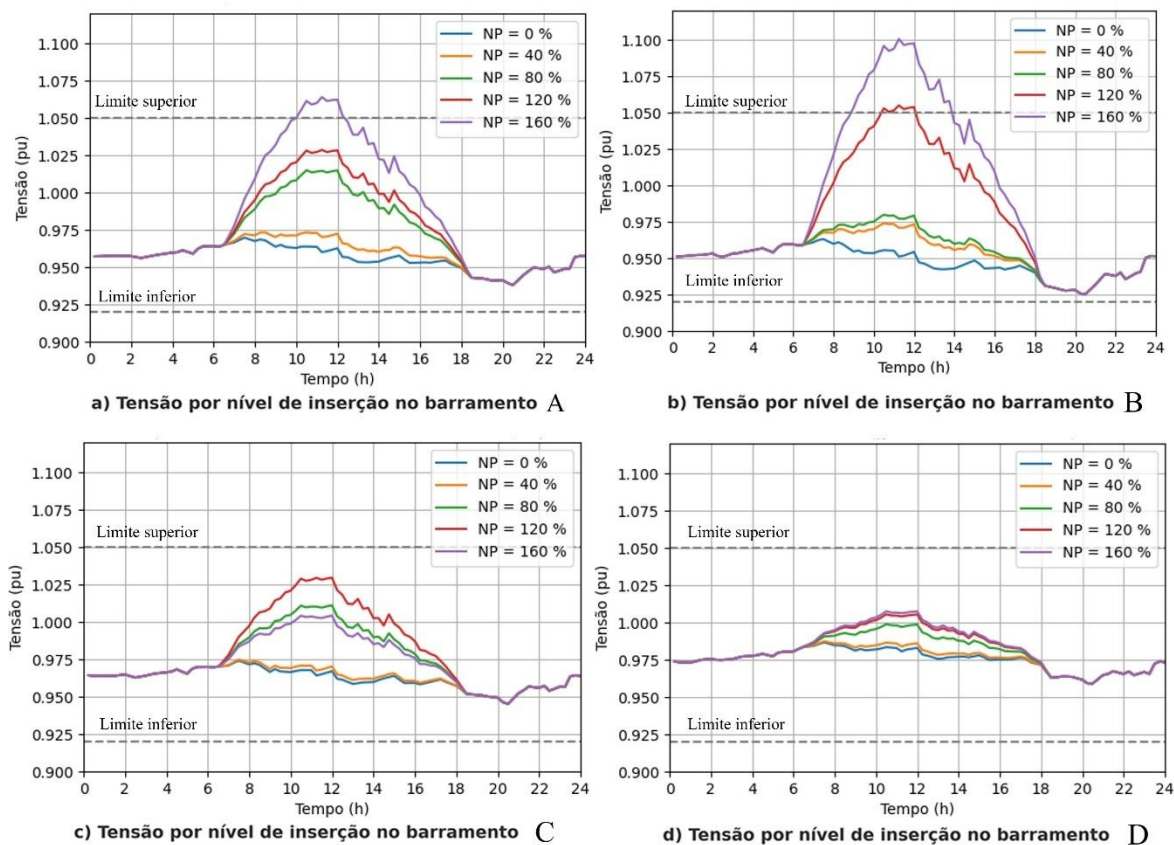 1.100
1.075
1.050
1.025
1.000
0.975
0.950
0.925
0.900
Tensão (pu)
NP = 0 %
NP = 40 %
NP = 80 %
NP = 120 %
NP = 160 %
Limite superior
Limite inferior
0 2 4 6 8 10 12 14 16 18 20 22 24
Tempo (h)
a) Tensão por nível de inserção no barramento A
1.100
1.075
1.050
1.025
1.000
0.975
0.950
0.925
0.900
Tensão (pu)
NP = 0 %
NP = 40 %
NP = 80 %
NP = 120 %
NP = 160 %
Limite superior
Limite inferior
0 2 4 6 8 10 12 14 16 18 20 22 24
Tempo (h)
b) Tensão por nível de inserção no barramento B
1.100
1.075
1.050
1.025
1.000
0.975
0.950
0.925
0.900
Tensão (pu)
NP = 0 %
NP = 40 %
NP = 80 %
NP = 120 %
NP = 160 %
Limite superior
Limite inferior
0 2 4 6 8 10 12 14 16 18 20 22 24
Tempo (h)
c) Tensão por nível de inserção no barramento C
1.100
1.075
1.050
1.025
1.000
0.975
0.950
0.925
0.900
Tensão (pu)
NP = 0 %
NP = 40 %
NP = 80 %
NP = 120 %
NP = 160 %
Limite superior
Limite inferior
0 2 4 6 8 10 12 14 16 18 20 22 24
Tempo (h)
d) Tensão por nível de inserção no barramento D